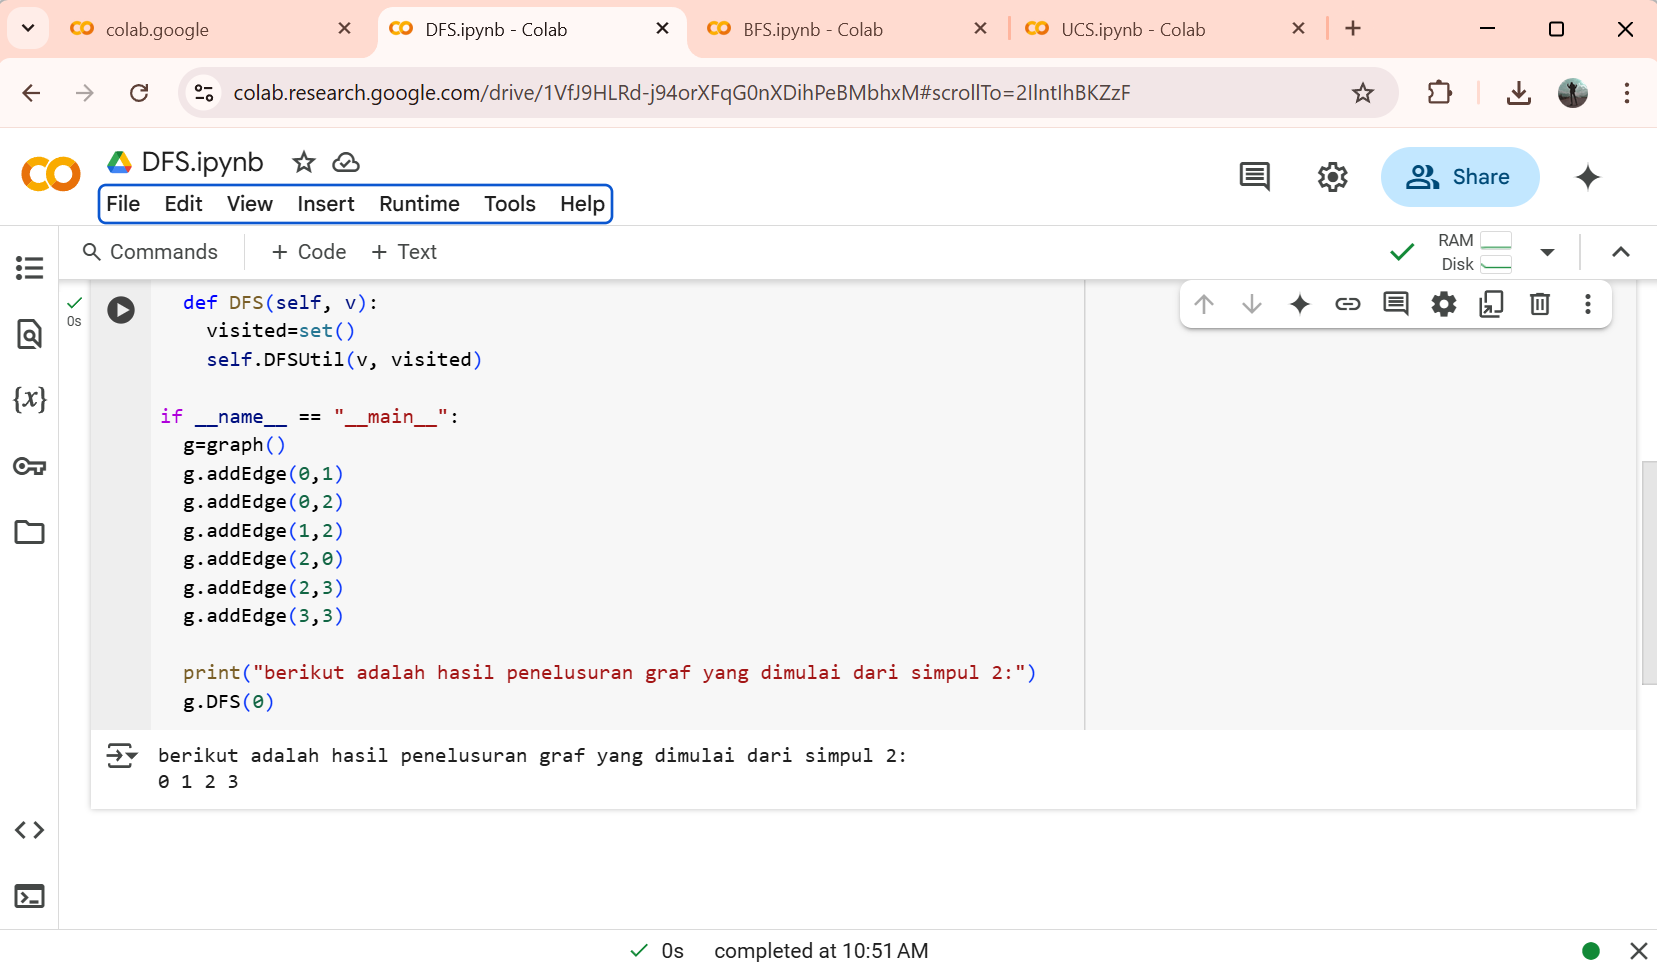 colab.google
DFS.ipynb - Colab
BFS.ipynb - Colab
UCS.ipynb - Colab
colab.research.google.com/drive/1VfJ9HLRd-j94orXFqG0nXDihPeBMbhxM#scrollTo=2IIntIhBKZzF
DFS.ipynb
File Edit View Insert Runtime Tools Help
Share
Commands + Code + Text
RAM
Disk
0s
def DFS(self, v):
visited=set()
self.DFSUtil(v, visited)
if __name__ == "__main__":
g=graph()
g.addEdge(0,1)
g.addEdge(0,2)
g.addEdge(1,2)
g.addEdge(2,0)
g.addEdge(2,3)
g.addEdge(3,3)
print("berikut adalah hasil penelusuran graf yang dimulai dari simpul 2:")
g.DFS(0)
berikut adalah hasil penelusuran graf yang dimulai dari simpul 2:
0 1 2 3
0s completed at 10:51 AM